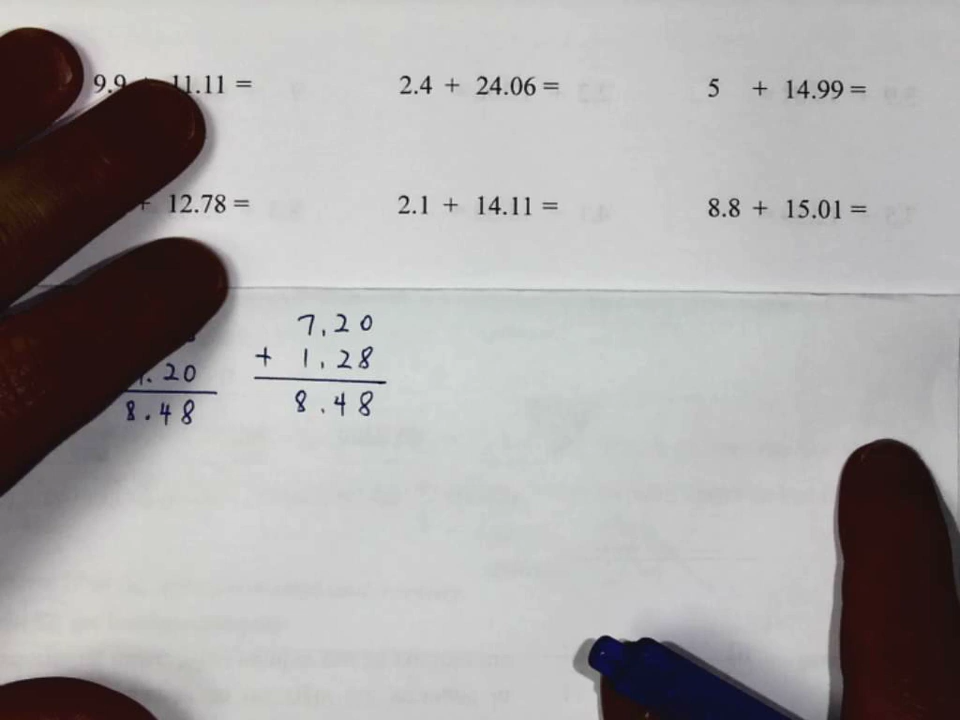 9.9 + 11.11 = 2.4 + 24.06 = 5 + 14.99 =
+ 12.78 = 2.1 + 14.11 = 8.8 + 15.01 =
7.20
+ 1.28
8.48
.20
8.48